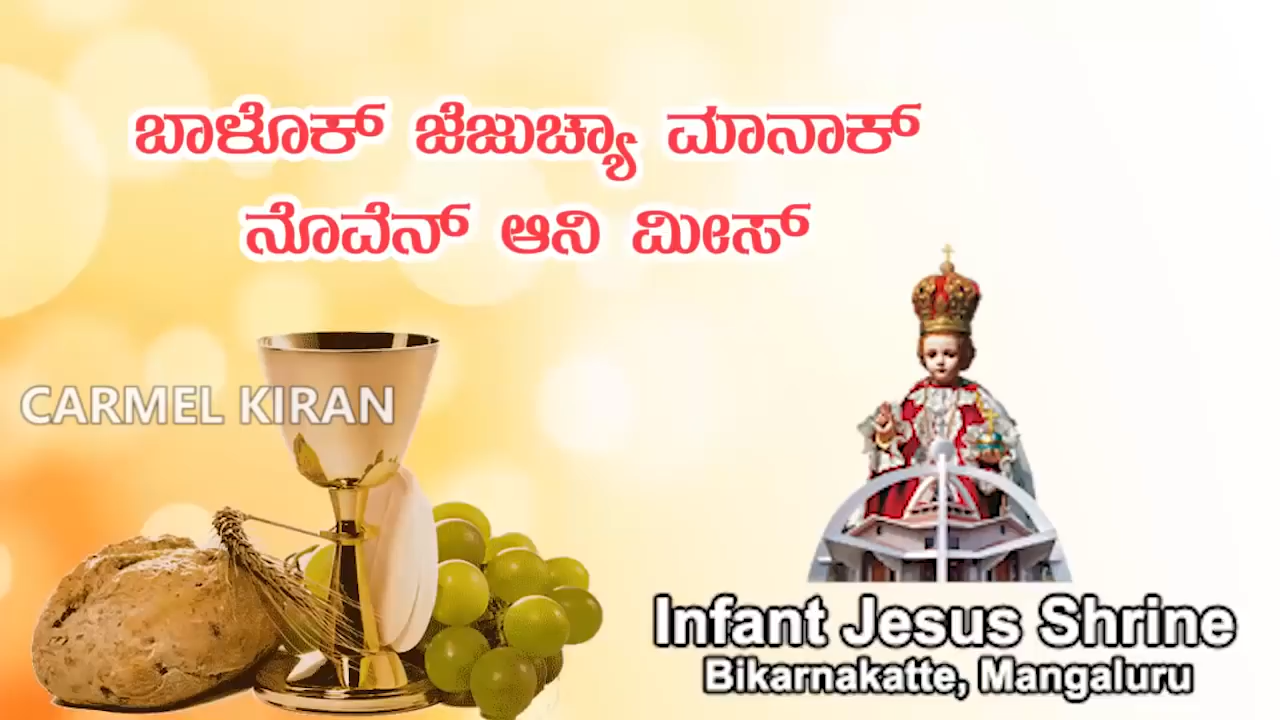 ಬಾಳೊಕ್ ಜೆಜುಚ್ಯಾ ಮಾನಾಕ್
ನೊವೆನ್ ಆನಿ ಮೀಸ್
CARMEL KIRAN
Infant Jesus Shrine
Bikarnakatte, Mangaluru